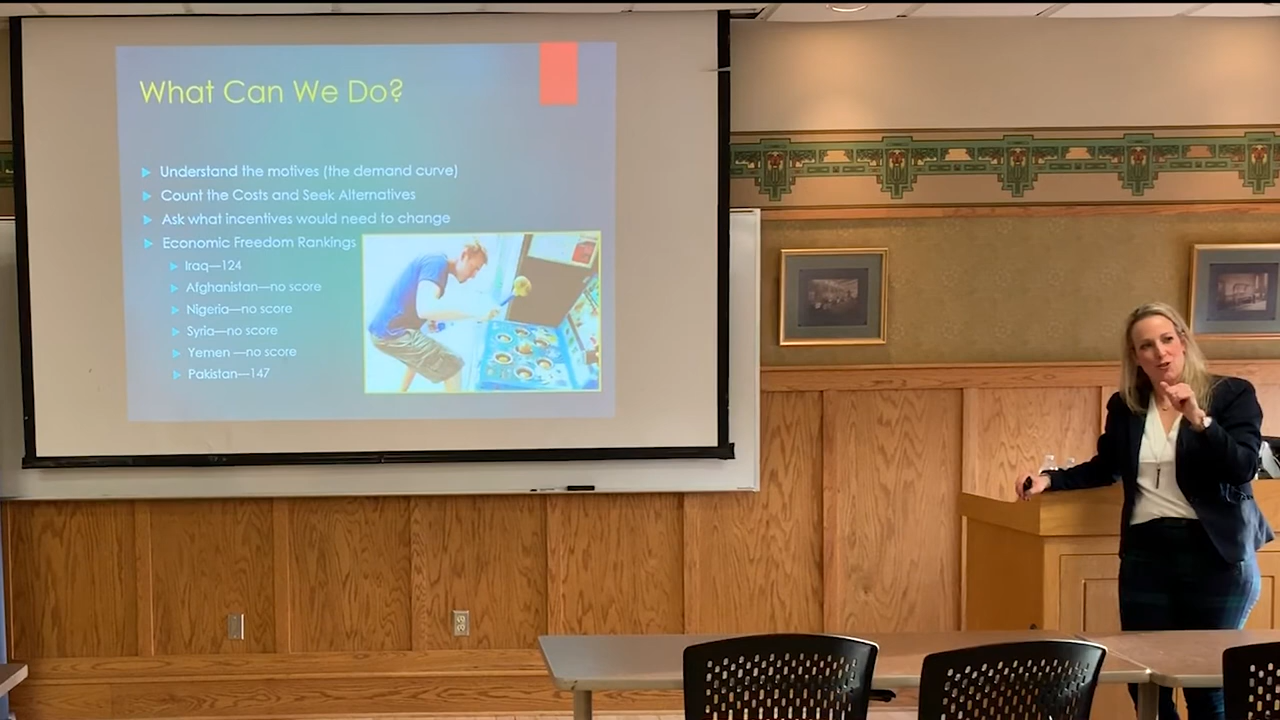 What Can We Do?
Understand the motives (the demand curve)
Count the Costs and Seek Alternatives
Ask what incentives would need to change
Economic Freedom Rankings
Iraq—124
Afghanistan—no score
Nigeria—no score
Syria—no score
Yemen —no score
Pakistan—147